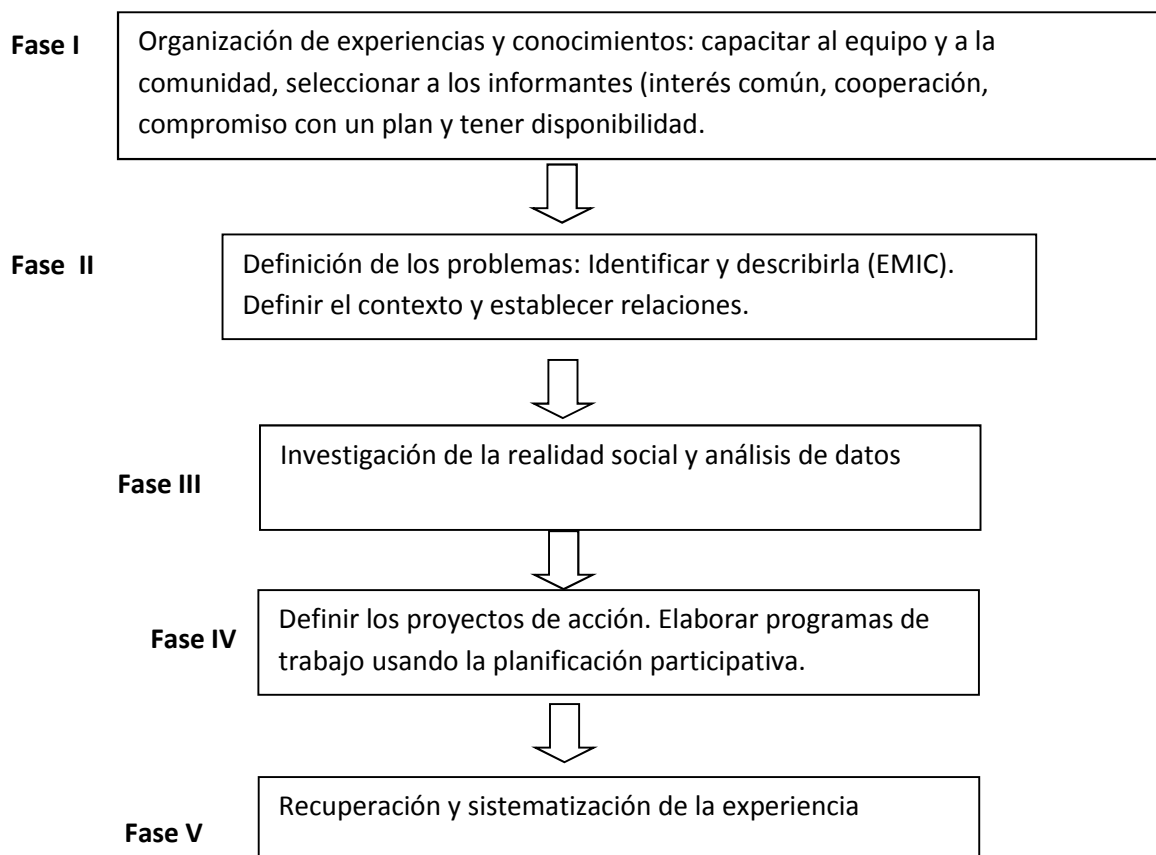 Fase I
Organización de experiencias y conocimientos: capacitar al equipo y a la
comunidad, seleccionar a los informantes (interés común, cooperación,
compromiso con un plan y tener disponibilidad.
Fase II
Definición de los problemas: Identificar y describirla (EMIC).
Definir el contexto y establecer relaciones.
Fase III
Investigación de la realidad social y análisis de datos
Fase IV
Definir los proyectos de acción. Elaborar programas de
trabajo usando la planificación participativa.
Fase V
Recuperación y sistematización de la experiencia